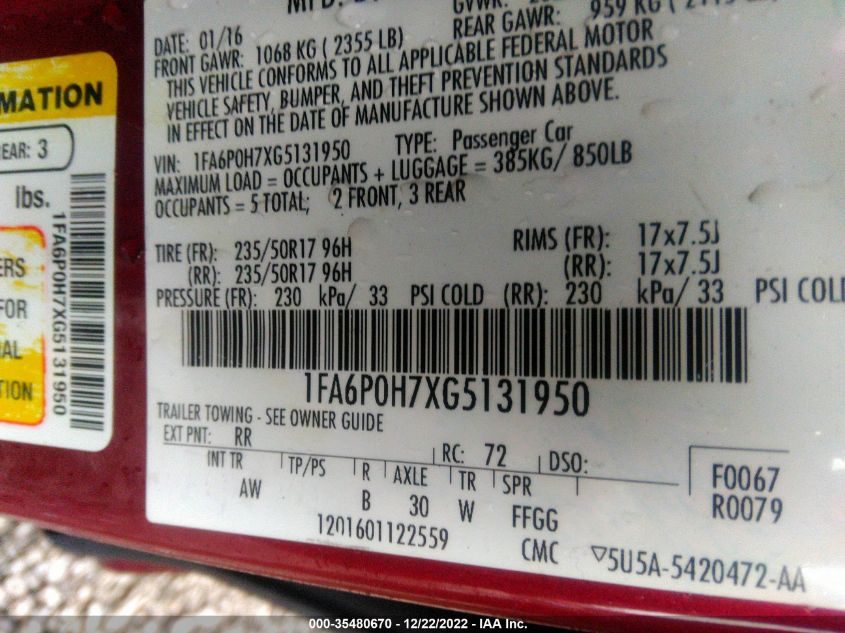 DATE: 01/16
FRONT GAWR: 1068 KG ( 2355 LB)
REAR GAWR: 959 KG (
THIS VEHICLE CONFORMS TO ALL APPLICABLE FEDERAL MOTOR
VEHICLE SAFETY, BUMPER, AND THEFT PREVENTION STANDARDS
IN EFFECT ON THE DATE OF MANUFACTURE SHOWN ABOVE.
VIN: 1FA6P0H7XG5131950 TYPE: Passenger Car
MAXIMUM LOAD = OCCUPANTS + LUGGAGE = 385KG/ 850LB
OCCUPANTS = 5 TOTAL; 2 FRONT, 3 REAR
TIRE (FR): 235/50R17 96H RIMS (FR): 17x7.5J
(RR): 235/50R17 96H (RR): 17x7.5J
PRESSURE (FR): 230 kPa/ 33 PSI COLD (RR): 230 kPa/ 33 PSI COLD
1FA6P0H7XG5131950
TRAILER TOWING - SEE OWNER GUIDE
EXT PNT: RR RC: 72 DSO:
INT TR TP/PS R AXLE TR SPR
AW B 30 W FFGG
F0067
R0079
1201601122559 CMC 5U5A-5420472-AA
MATION
EAR: 3
lbs.
1FA6P0H7XG5131950
ERS
FOR
AL
000-35480670 - 12/22/2022 - IAA Inc.